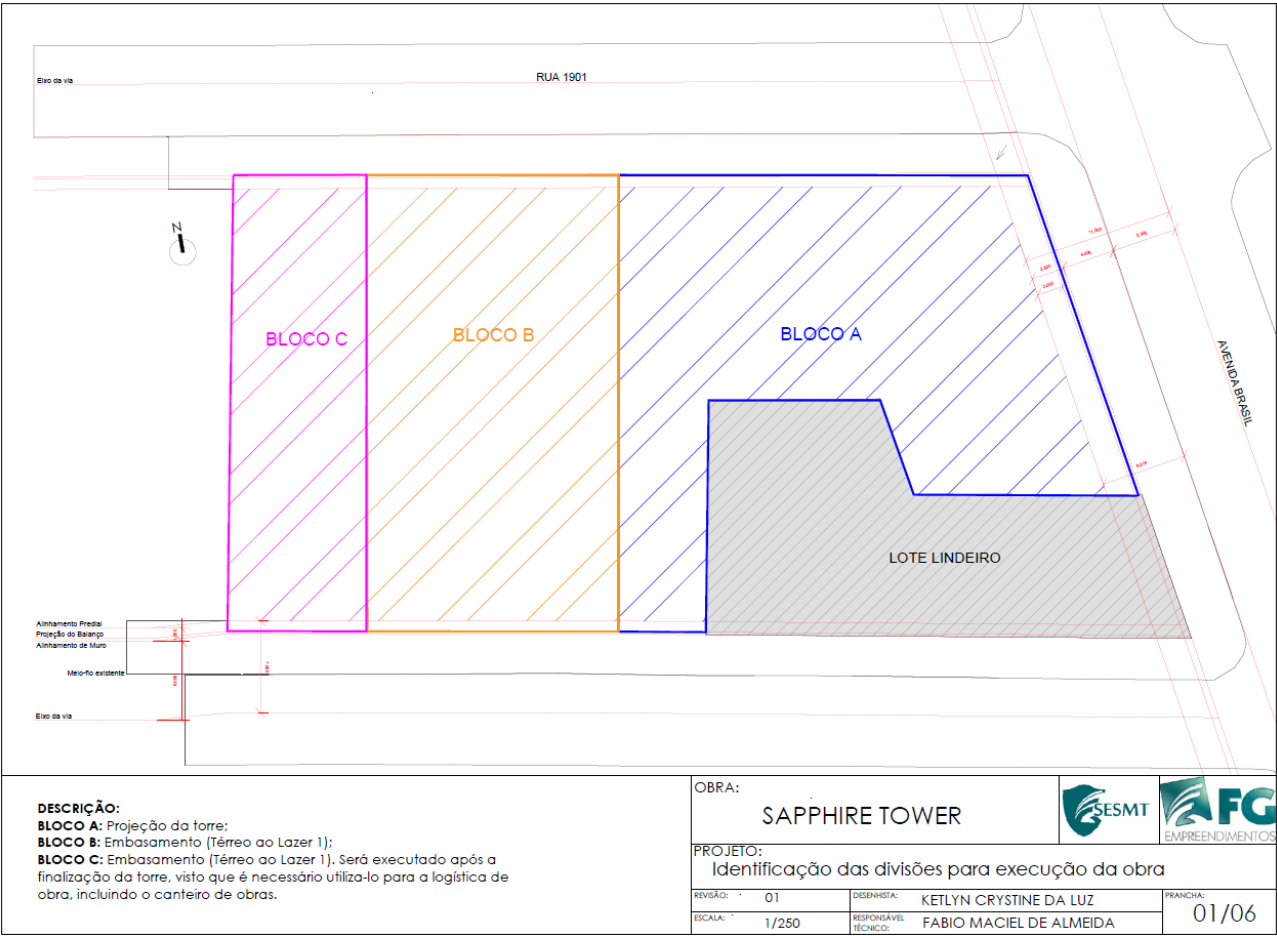 RUA 1901
Eixo da via
N
BLOCO C
BLOCO B
BLOCO A
AVENIDA BRASIL
LOTE LINDEIRO
Alinhamento Predial
Projeção do Balanço
Alinhamento de Muro
Meio-fio existente
Eixo da via
DESCRIÇÃO:
BLOCO A: Projeção da torre;
BLOCO B: Embasamento (Térreo ao Lazer 1);
BLOCO C: Embasamento (Térreo ao Lazer 1). Será executado após a
finalização da torre, visto que é necessário utiliza-lo para a logística de
obra, incluindo o canteiro de obras.
OBRA:
SAPPHIRE TOWER
SESMT
FG
EMPREENDIMENTOS
PROJETO:
Identificação das divisões para execução da obra
REVISÃO: 01
DESENHISTA: KETLYN CRYSTINE DA LUZ
PRANCHA:
01/06
ESCALA: 1/250
RESPONSÁVEL TÉCNICO: FABIO MACIEL DE ALMEIDA